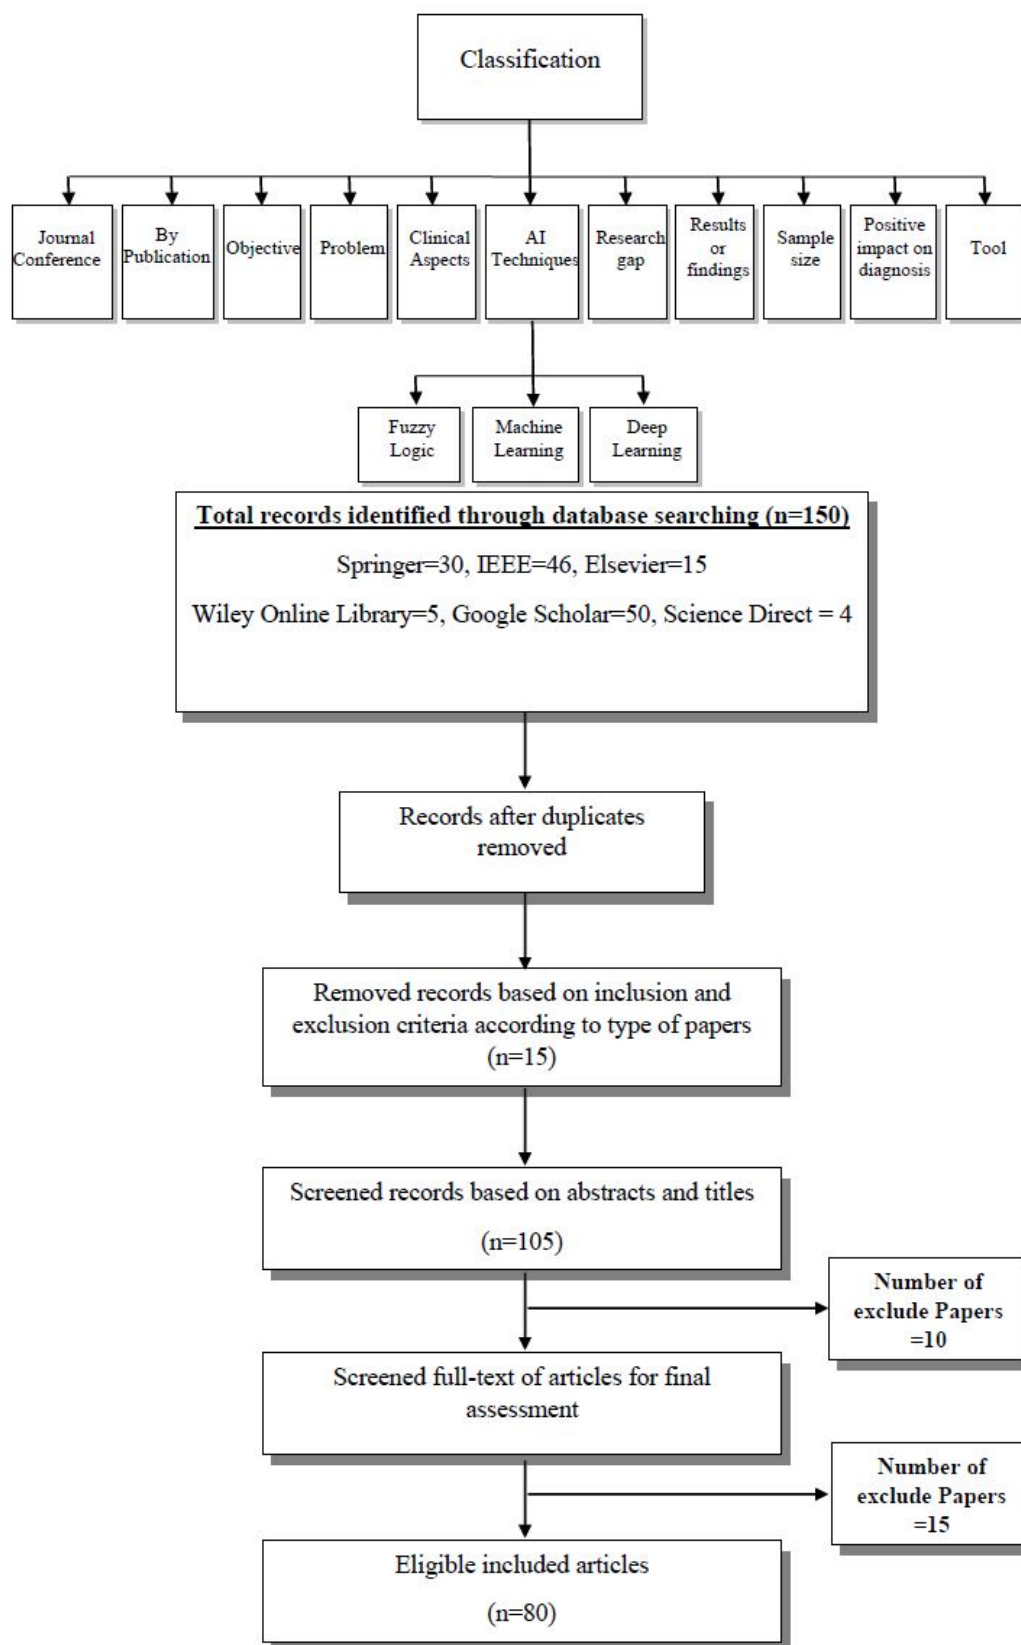 Classification
Journal
Conference
By
Publication
Objective
Problem
Clinical
Aspects
AI
Techniques
Research
gap
Results
or
findings
Sample
size
Positive
impact on
diagnosis
Tool
Fuzzy
Logic
Machine
Learning
Deep
Learning
Total records identified through database searching (n=150)
Springer=30, IEEE=46, Elsevier=15
Wiley Online Library=5, Google Scholar=50, Science Direct = 4
Records after duplicates
removed
Removed records based on inclusion and
exclusion criteria according to type of papers
(n=15)
Screened records based on abstracts and titles
(n=105)
Number of
exclude Papers
=10
Screened full-text of articles for final
assessment
Number of
exclude Papers
=15
Eligible included articles
(n=80)